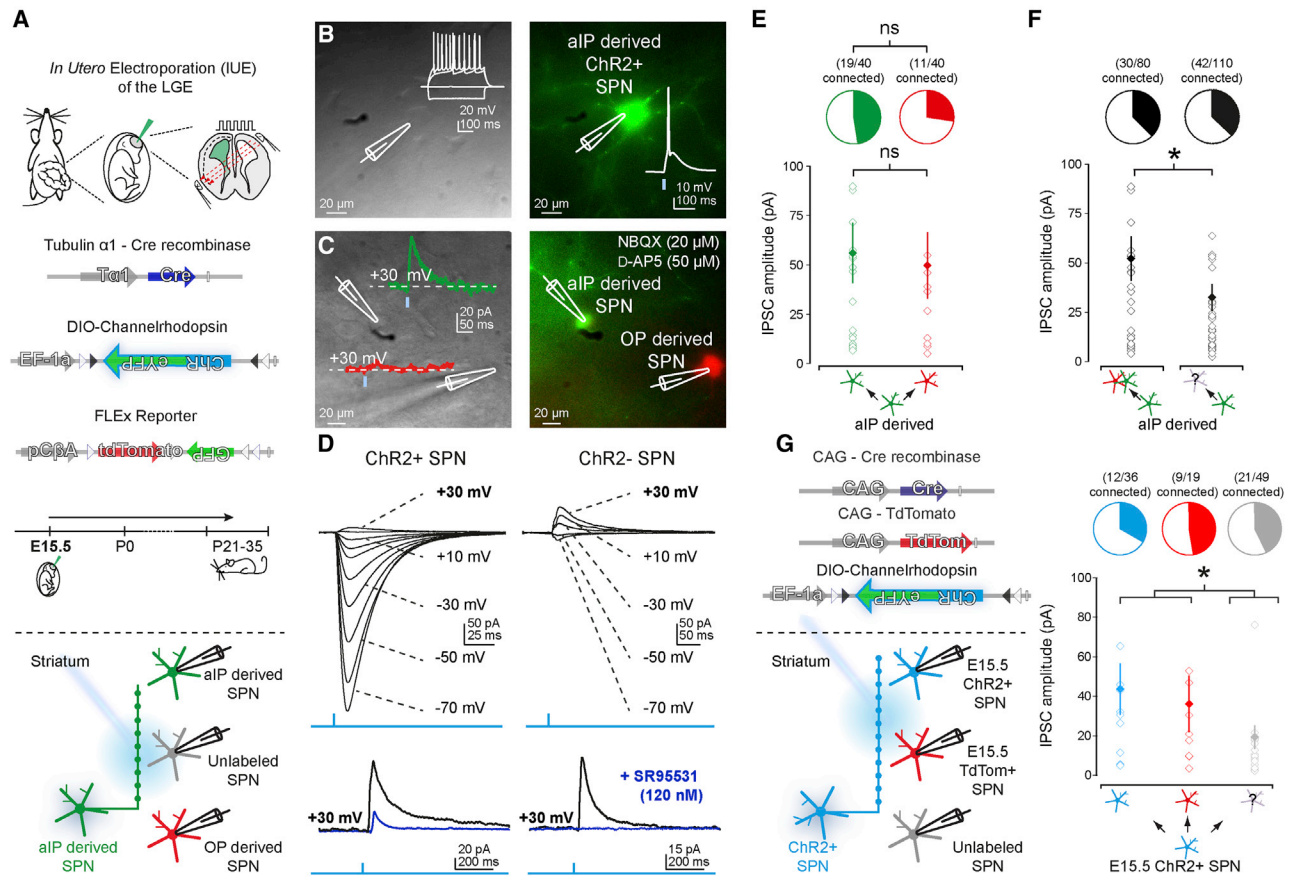 A
In Utero Electroporation (IUE)
of the LGE
Tubulin α1 - Cre recombinase
Tα1
Cre
DIO-Channelrhodopsin
EF-1a
eYFP
ChR
FLEx Reporter
pCβA
tdTomato
GFP
E15.5
P0
P21-35
Striatum
aIP derived
SPN
Unlabeled
SPN
aIP derived
SPN
OP derived
SPN
B
20 mV
100 ms
20 µm
aIP derived
ChR2+
SPN
10 mV
100 ms
20 µm
C
+30 mV
20 pA
50 ms
+30 mV
20 µm
NBQX (20 µM)
D-AP5 (50 µM)
aIP derived
SPN
OP derived
SPN
20 µm
D
ChR2+ SPN
ChR2- SPN
+30 mV
+10 mV
-30 mV
-50 mV
-70 mV
50 pA
25 ms
+30 mV
+10 mV
-30 mV
-50 mV
-70 mV
50 pA
50 ms
+30 mV
20 pA
200 ms
+ SR95531
(120 nM)
+30 mV
15 pA
200 ms
E
ns
(19/40
connected)
(11/40
connected)
ns
IPSC amplitude (pA)
100
75
50
25
0
aIP derived
F
(30/80
connected)
(42/110
connected)
*
IPSC amplitude (pA)
100
75
50
25
0
?
aIP derived
G
CAG - Cre recombinase
CAG
Cre
CAG - TdTomato
CAG
TdTom
DIO-Channelrhodopsin
EF-1a
eYFP
ChR
Striatum
E15.5
ChR2+
SPN
E15.5
TdTom+
SPN
ChR2+
SPN
Unlabeled
SPN
(12/36
connected)
(9/19
connected)
(21/49
connected)
*
IPSC amplitude (pA)
100
80
60
40
20
0
?
E15.5 ChR2+ SPN